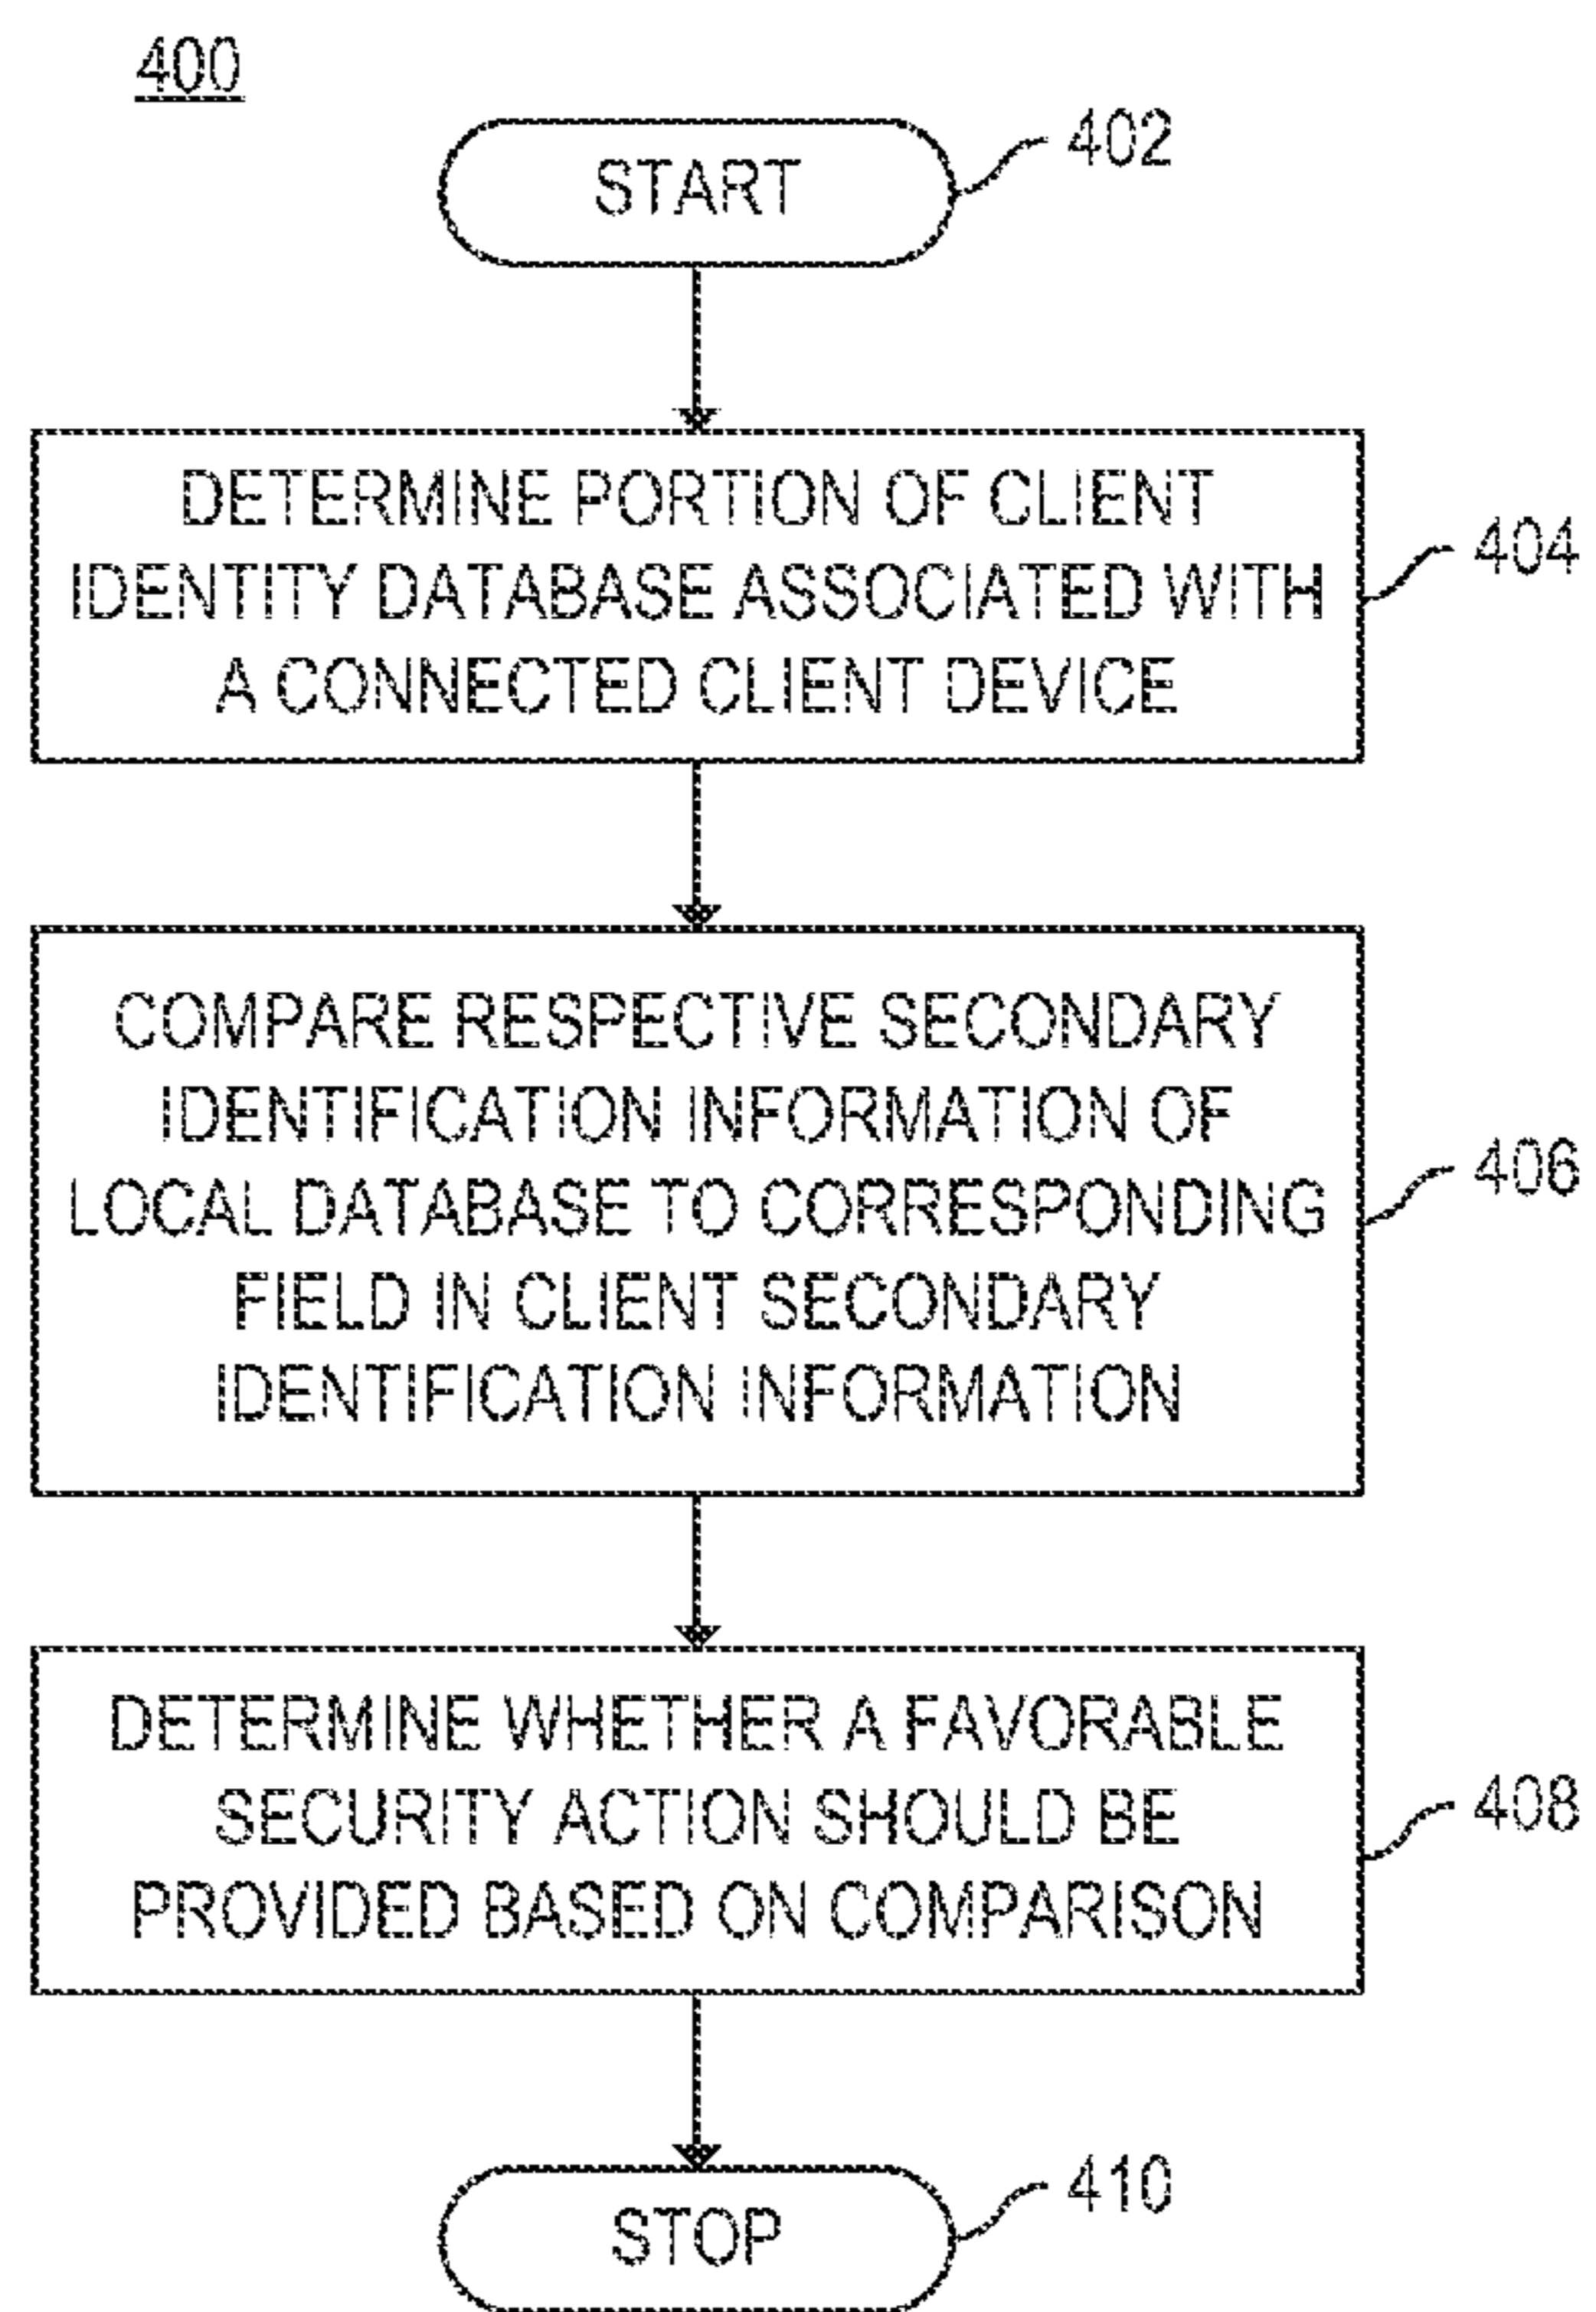 400
START
402
DETERMINE PORTION OF CLIENT
IDENTITY DATABASE ASSOCIATED WITH
A CONNECTED CLIENT DEVICE
404
COMPARE RESPECTIVE SECONDARY
IDENTIFICATION INFORMATION OF
LOCAL DATABASE TO CORRESPONDING
FIELD IN CLIENT SECONDARY
IDENTIFICATION INFORMATION
406
DETERMINE WHETHER A FAVORABLE
SECURITY ACTION SHOULD BE
PROVIDED BASED ON COMPARISON
408
STOP
410